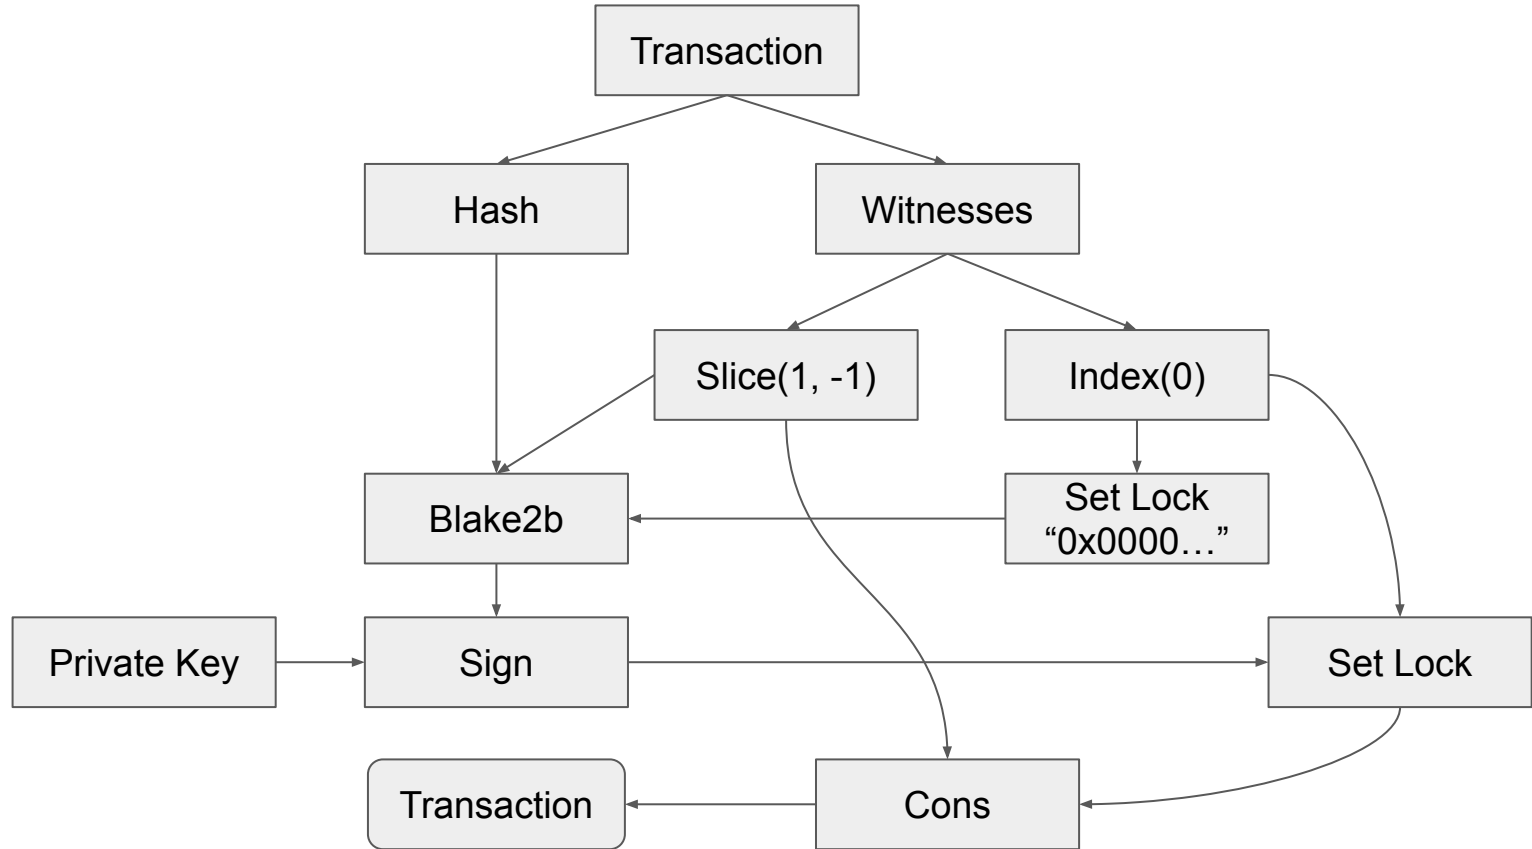 Transaction
Hash
Witnesses
Slice(1, -1)
Index(0)
Blake2b
Set Lock
“0x0000…”
Private Key
Sign
Set Lock
Transaction
Cons